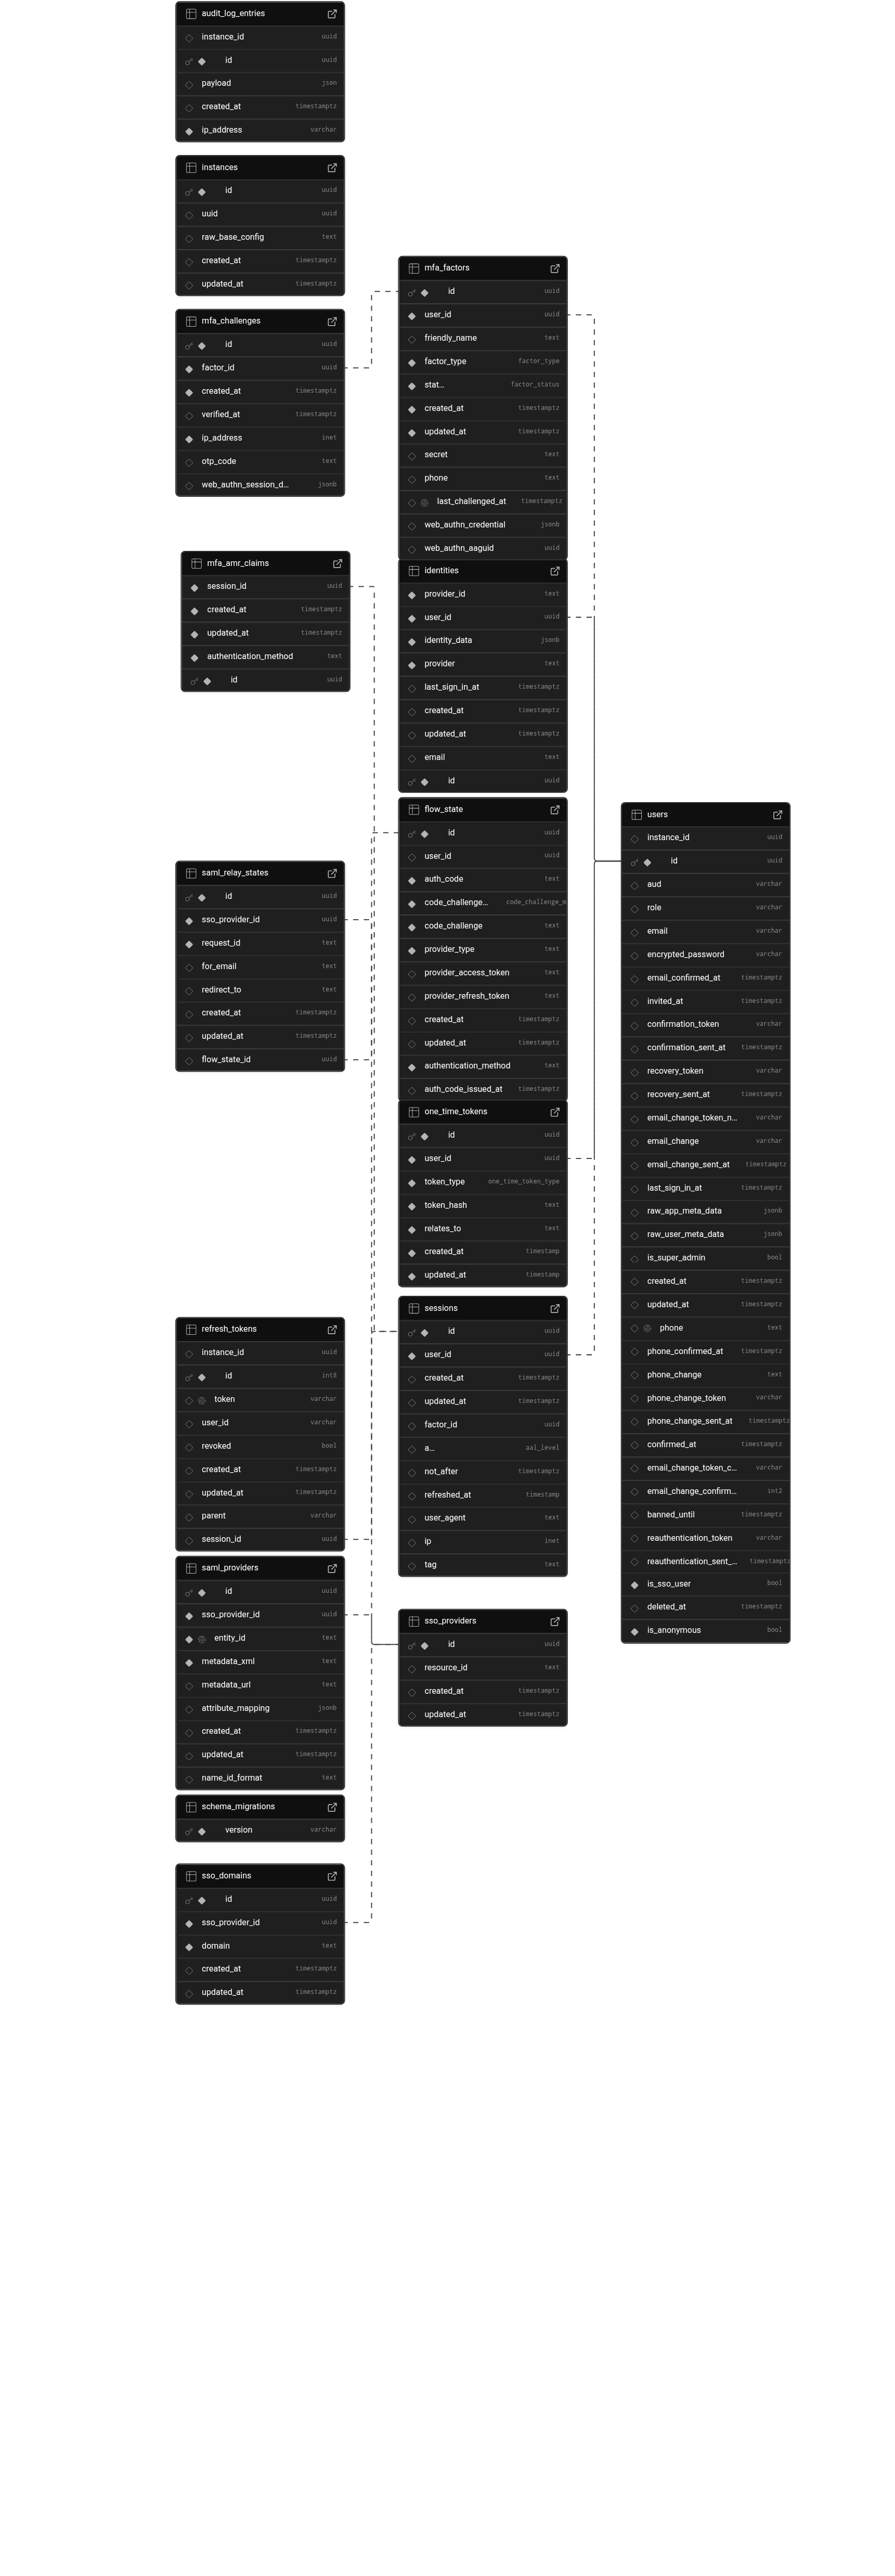 audit_log_entries
instance_id uuid
id uuid
payload json
created_at timestamptz
ip_address varchar
instances
id uuid
uuid uuid
raw_base_config text
created_at timestamptz
updated_at timestamptz
mfa_challenges
id uuid
factor_id uuid
created_at timestamptz
verified_at timestamptz
ip_address inet
otp_code text
web_authn_session_d... jsonb
mfa_amr_claims
session_id uuid
created_at timestamptz
updated_at timestamptz
authentication_method text
id uuid
saml_relay_states
id uuid
sso_provider_id uuid
request_id text
for_email text
redirect_to text
created_at timestamptz
updated_at timestamptz
flow_state_id uuid
refresh_tokens
instance_id uuid
id int8
token varchar
user_id varchar
revoked bool
created_at timestamptz
updated_at timestamptz
parent varchar
session_id uuid
saml_providers
id uuid
sso_provider_id uuid
entity_id text
metadata_xml text
metadata_url text
attribute_mapping jsonb
created_at timestamptz
updated_at timestamptz
name_id_format text
schema_migrations
version varchar
sso_domains
id uuid
sso_provider_id uuid
domain text
created_at timestamptz
updated_at timestamptz
mfa_factors
id uuid
user_id uuid
friendly_name text
factor_type factor_type
stat... factor_status
created_at timestamptz
updated_at timestamptz
secret text
phone text
last_challenged_at timestamptz
web_authn_credential jsonb
web_authn_aaguid uuid
identities
provider_id text
user_id uuid
identity_data jsonb
provider text
last_sign_in_at timestamptz
created_at timestamptz
updated_at timestamptz
email text
id uuid
flow_state
id uuid
user_id uuid
auth_code text
code_challenge... code_challenge_m
code_challenge text
provider_type text
provider_access_token text
provider_refresh_token text
created_at timestamptz
updated_at timestamptz
authentication_method text
auth_code_issued_at timestamptz
one_time_tokens
id uuid
user_id uuid
token_type one_time_token_type
token_hash text
relates_to text
created_at timestamp
updated_at timestamp
sessions
id uuid
user_id uuid
created_at timestamptz
updated_at timestamptz
factor_id uuid
a... aal_level
not_after timestamptz
refreshed_at timestamp
user_agent text
ip inet
tag text
sso_providers
id uuid
resource_id text
created_at timestamptz
updated_at timestamptz
users
instance_id uuid
id uuid
aud varchar
role varchar
email varchar
encrypted_password varchar
email_confirmed_at timestamptz
invited_at timestamptz
confirmation_token varchar
confirmation_sent_at timestamptz
recovery_token varchar
recovery_sent_at timestamptz
email_change_token_n... varchar
email_change varchar
email_change_sent_at timestamptz
last_sign_in_at timestamptz
raw_app_meta_data jsonb
raw_user_meta_data jsonb
is_super_admin bool
created_at timestamptz
updated_at timestamptz
phone text
phone_confirmed_at timestamptz
phone_change text
phone_change_token varchar
phone_change_sent_at timestamptz
confirmed_at timestamptz
email_change_token_c... varchar
email_change_confirm... int2
banned_until timestamptz
reauthentication_token varchar
reauthentication_sent_... timestamptz
is_sso_user bool
deleted_at timestamptz
is_anonymous bool